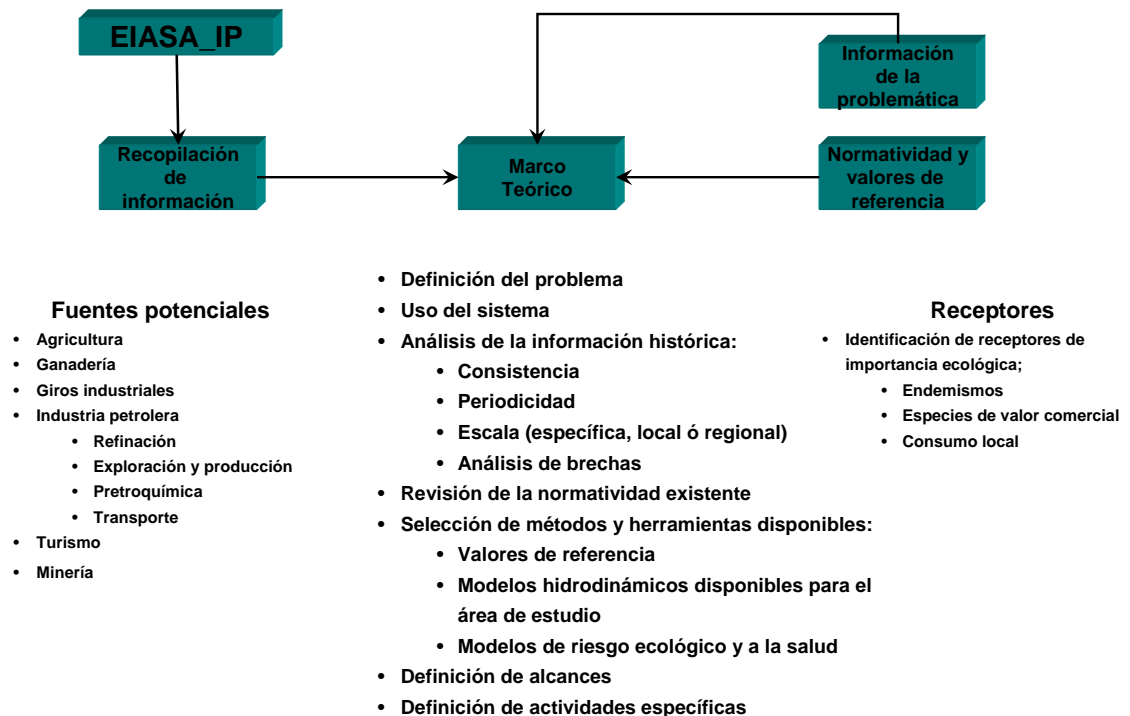 EIASA_IP
Información
de la
problemática
Recopilación
de
información
Marco
Teórico
Normatividad y
valores de
referencia
Fuentes potenciales
• Agricultura
• Ganadería
• Giros industriales
• Industria petrolera
• Refinación
• Exploración y producción
• Pretroquímica
• Transporte
• Turismo
• Minería
• Definición del problema
• Uso del sistema
• Análisis de la información histórica:
• Consistencia
• Periodicidad
• Escala (específica, local ó regional)
• Análisis de brechas
• Revisión de la normatividad existente
• Selección de métodos y herramientas disponibles:
• Valores de referencia
• Modelos hidrodinámicos disponibles para el
área de estudio
• Modelos de riesgo ecológico y a la salud
• Definición de alcances
• Definición de actividades específicas
Receptores
• Identificación de receptores de
importancia ecológica;
• Endemismos
• Especies de valor comercial
• Consumo local